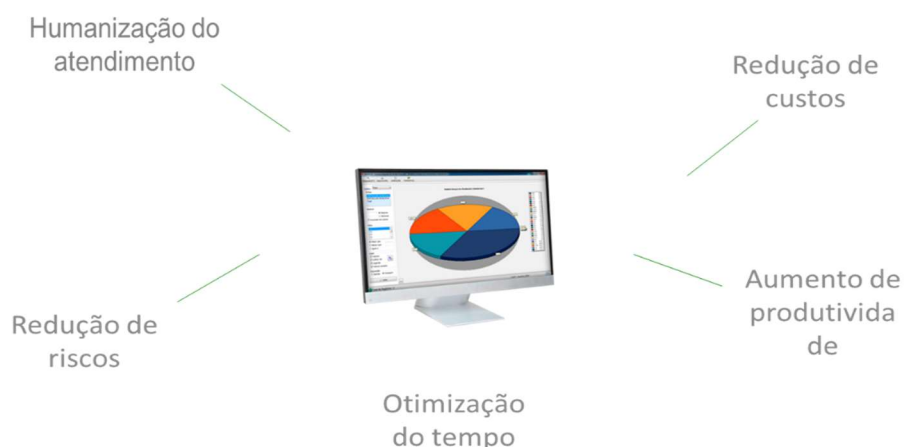 Humanização do
atendimento
Redução de
custos
Aumento de
produtivida
de
Redução de
riscos
Otimização
do tempo